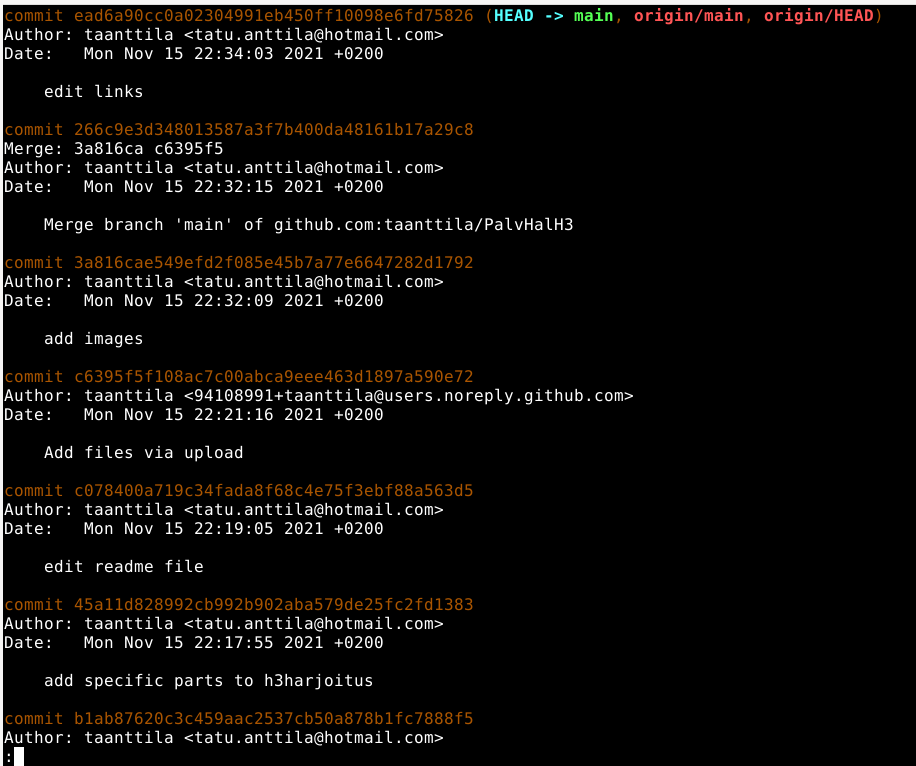 commit ead6a90cc0a02304991eb450ff10098e6fd75826 (HEAD -> main, origin/main, origin/HEAD)
Author: taanttila <tatu.anttila@hotmail.com>
Date:   Mon Nov 15 22:34:03 2021 +0200
    edit links
commit 266c9e3d348013587a3f7b400da48161b17a29c8
Merge: 3a816ca c6395f5
Author: taanttila <tatu.anttila@hotmail.com>
Date:   Mon Nov 15 22:32:15 2021 +0200
    Merge branch 'main' of github.com:taanttila/PalvHalH3
commit 3a816cae549efd2f085e45b7a77e6647282d1792
Author: taanttila <tatu.anttila@hotmail.com>
Date:   Mon Nov 15 22:32:09 2021 +0200
    add images
commit c6395f5f108ac7c00abca9eee463d1897a590e72
Author: taanttila <94108991+taanttila@users.noreply.github.com>
Date:   Mon Nov 15 22:21:16 2021 +0200
    Add files via upload
commit c078400a719c34fada8f68c4e75f3ebf88a563d5
Author: taanttila <tatu.anttila@hotmail.com>
Date:   Mon Nov 15 22:19:05 2021 +0200
    edit readme file
commit 45a11d828992cb992b902aba579de25fc2fd1383
Author: taanttila <tatu.anttila@hotmail.com>
Date:   Mon Nov 15 22:17:55 2021 +0200
    add specific parts to h3harjoitus
commit b1ab87620c3c459aac2537cb50a878b1fc7888f5
Author: taanttila <tatu.anttila@hotmail.com>
: